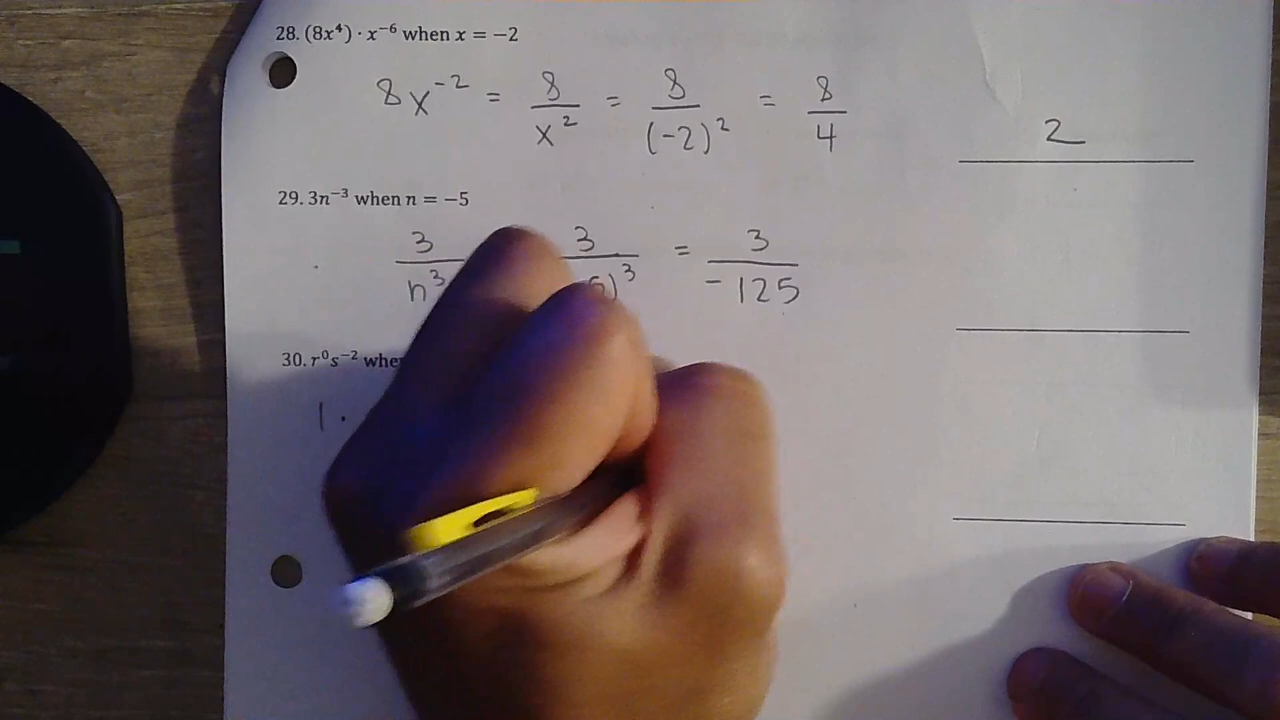 28. (8x⁴) · x⁻⁶ when x = −2
8x⁻² = 8/x² = 8/(-2)² = 8/4
2
29. 3n⁻³ when n = −5
3/n³ 3/ )³ = 3/-125
30. r⁰s⁻²
1 ·